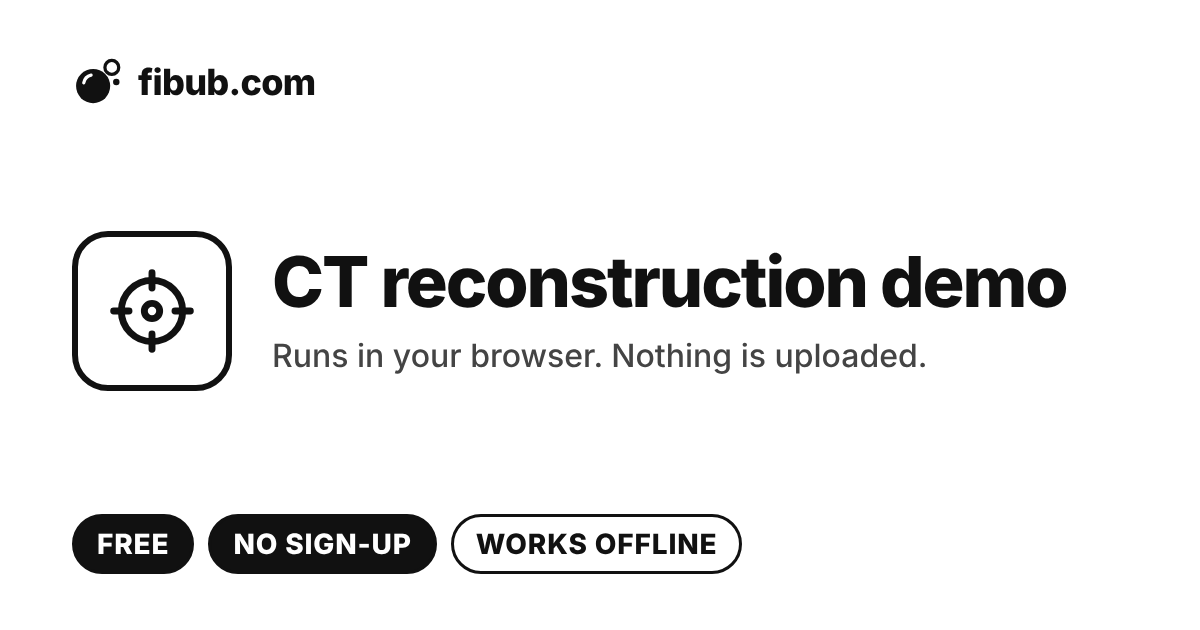 fibub.com
CT reconstruction demo
Runs in your browser. Nothing is uploaded.
FREE NO SIGN-UP WORKS OFFLINE